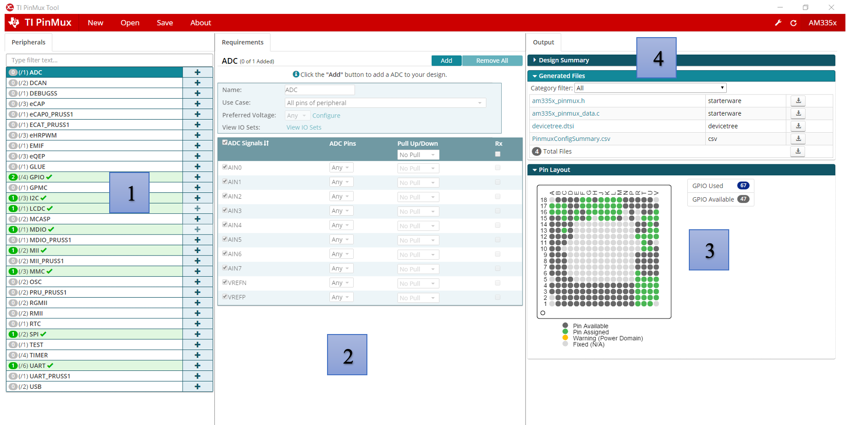 TI PinMux Tool
TI PinMux New Open Save About AM335x
Peripherals
Type filter text...
0 (/1) ADC
0 (/2) DCAN
0 (/1) DEBUGSS
0 (/3) eCAP
0 (/1) eCAP0_PRUSS1
0 (/1) ECAT_PRUSS1
0 (/3) eHRPWM
0 (/1) EMIF
0 (/3) eQEP
0 (/1) GLUE
2 (/4) GPIO
0 (/1) GPMC
1 (/3) I2C
1 (/1) LCDC
0 (/2) MCASP
1 (/1) MDIO
0 (/1) MDIO_PRUSS1
1 (/2) MII
0 (/2) MII_PRUSS1
1 (/3) MMC
0 (/2) OSC
0 (/2) PRU_PRUSS1
0 (/2) RGMII
0 (/2) RMII
0 (/1) RTC
1 (/2) SPI
0 (/1) TEST
0 (/4) TIMER
1 (/6) UART
0 (/1) UART_PRUSS1
0 (/2) USB
1
Requirements
ADC (0 of 1 Added) Add Remove All
Click the "Add" button to add a ADC to your design.
Name: ADC
Use Case: All pins of peripheral
Preferred Voltage: Any Configure
View IO Sets: View IO Sets
ADC Signals ADC Pins Pull Up/Down Rx
No Pull
AIN0 Any No Pull
AIN1 Any No Pull
AIN2 Any No Pull
AIN3 Any No Pull
AIN4 Any No Pull
AIN5 Any No Pull
AIN6 Any No Pull
AIN7 Any No Pull
VREFN Any No Pull
VREFP Any No Pull
2
Output
Design Summary
4
Generated Files
Category filter: All
am335x_pinmux.h starterware
am335x_pinmux_data.c starterware
devicetree.dtsi devicetree
PinmuxConfigSummary.csv csv
4 Total Files
Pin Layout
A B C D E F G H J K L M N P R T U V
18
17
16
15
14
13
12
11
10
9
8
7
6
5
4
3
2
1
GPIO Used 67
GPIO Available 47
3
Pin Available
Pin Assigned
Warning (Power Domain)
Fixed (N/A)